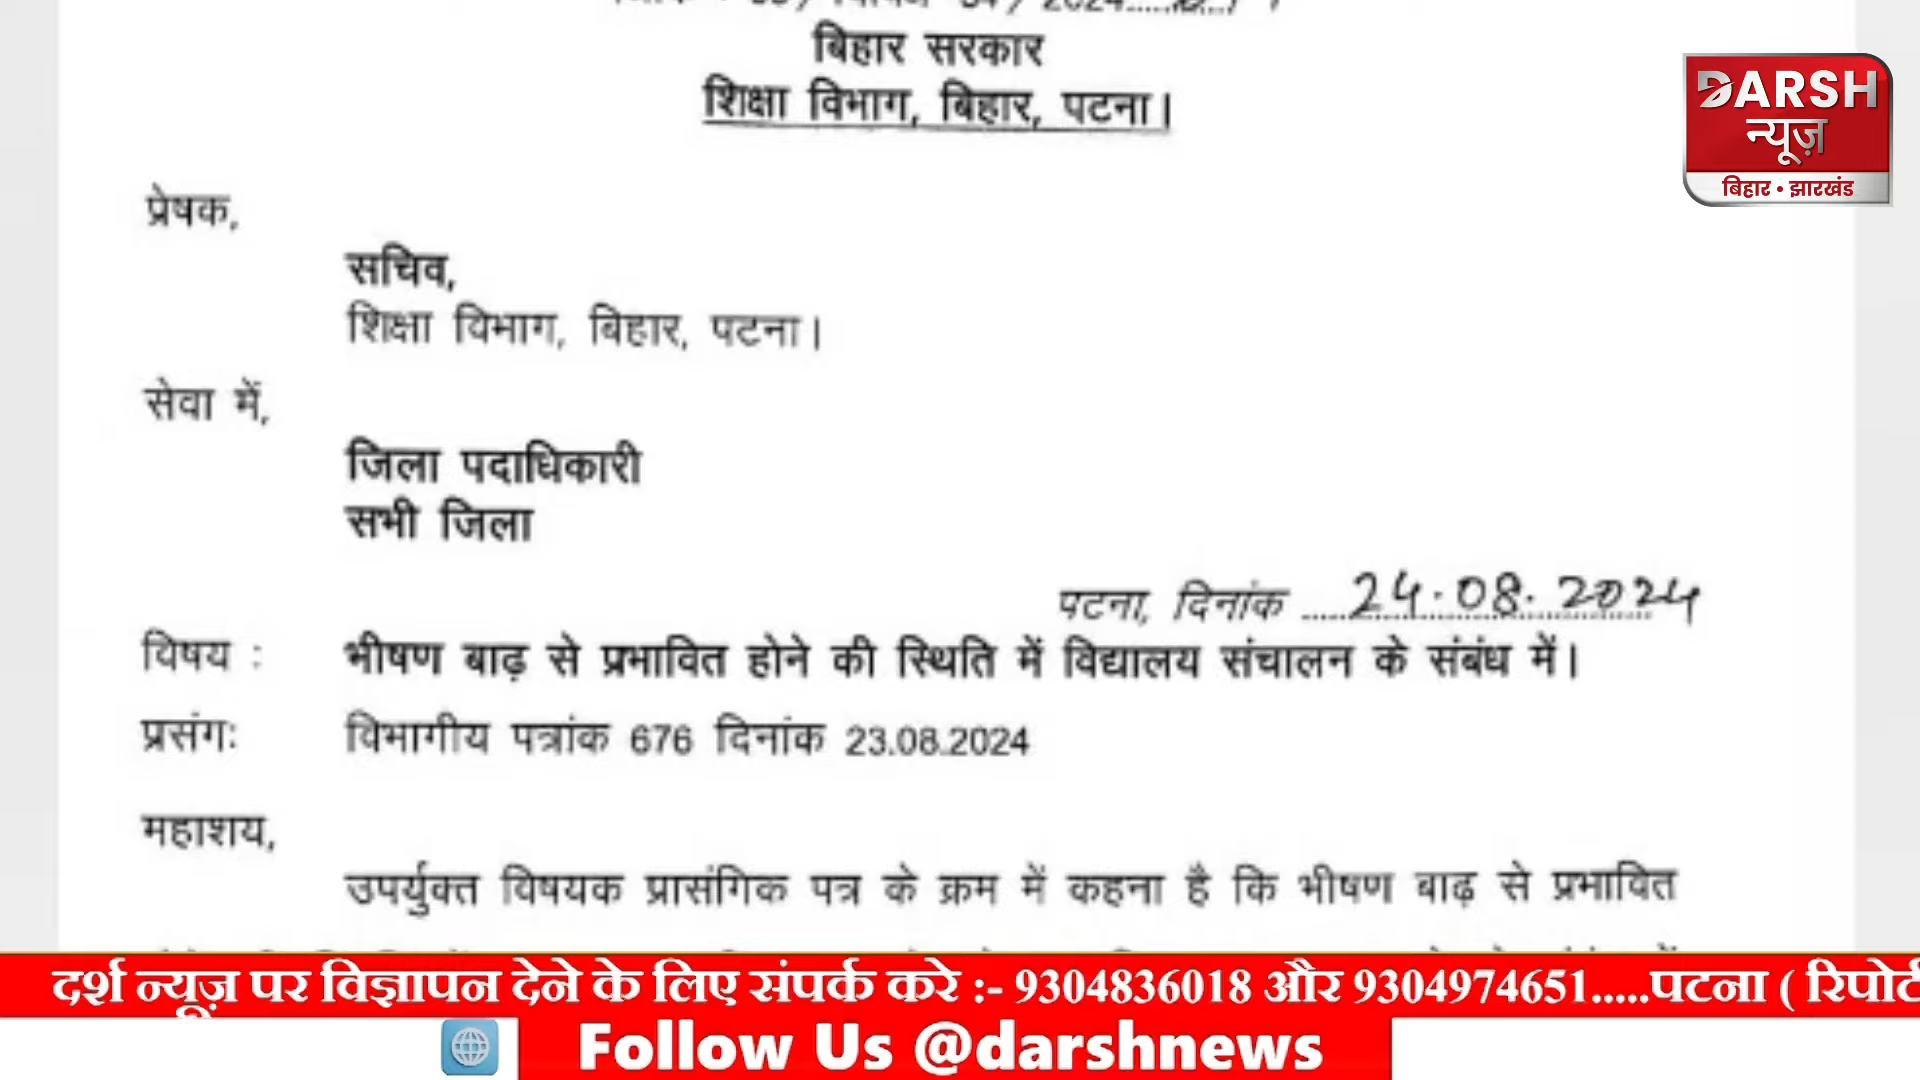 बिहार सरकार
शिक्षा विभाग, बिहार, पटना।
DARSH
न्यूज़
बिहार • झारखंड
प्रेषक,
सचिव,
शिक्षा विभाग, बिहार, पटना।
सेवा में,
जिला पदाधिकारी
सभी जिला
पटना, दिनांक 24.08.2024
विषय : भीषण बाढ़ से प्रभावित होने की स्थिति में विद्यालय संचालन के संबंध में।
प्रसंगः विभागीय पत्रांक 676 दिनांक 23.08.2024
महाशय,
उपर्युक्त विषयक प्रासंगिक पत्र के क्रम में कहना है कि भीषण बाढ़ से प्रभावित
दर्श न्यूज़ पर विज्ञापन देने के लिए संपर्क करे :- 9304836018 और 9304974651.....पटना ( रिपोर्ट
Follow Us @darshnews